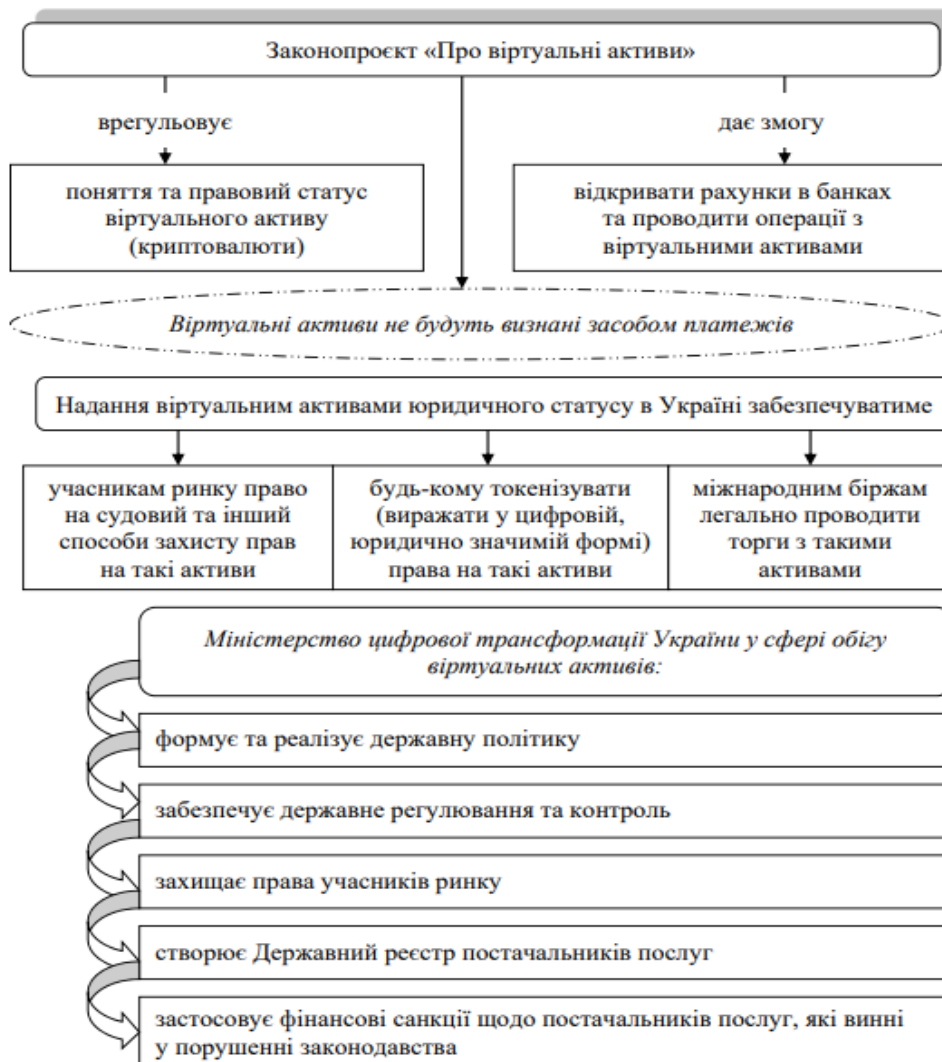 Законопроєкт «Про віртуальні активи»
врегульовує
дає змогу
поняття та правовий статус
віртуального активу
(криптовалюти)
відкривати рахунки в банках
та проводити операції з
віртуальними активами
Віртуальні активи не будуть визнані засобом платежів
Надання віртуальним активами юридичного статусу в Україні забезпечуватиме
учасникам ринку право
на судовий та інший
способи захисту прав
на такі активи
будь-кому токенізувати
(виражати у цифровій,
юридично значимій формі)
права на такі активи
міжнародним біржам
легально проводити
торги з такими
активами
Міністерство цифрової трансформації України у сфері обігу
віртуальних активів:
формує та реалізує державну політику
забезпечує державне регулювання та контроль
захищає права учасників ринку
створює Державний реєстр постачальників послуг
застосовує фінансові санкції щодо постачальників послуг, які винні
у порушенні законодавства